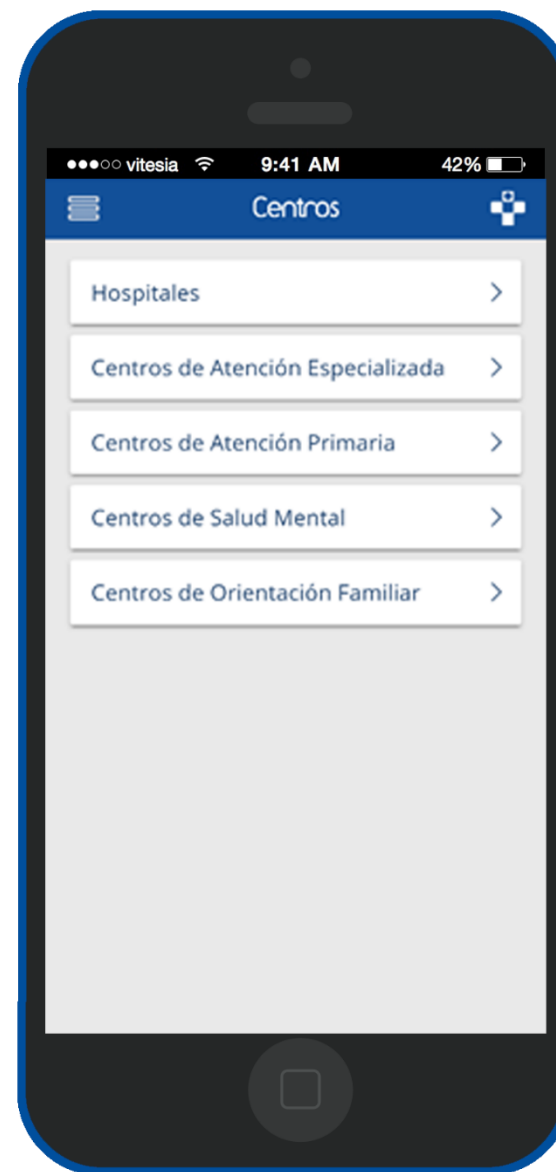 vitesia 9:41 AM 42%
Centros
Hospitales
Centros de Atención Especializada
Centros de Atención Primaria
Centros de Salud Mental
Centros de Orientación Familiar